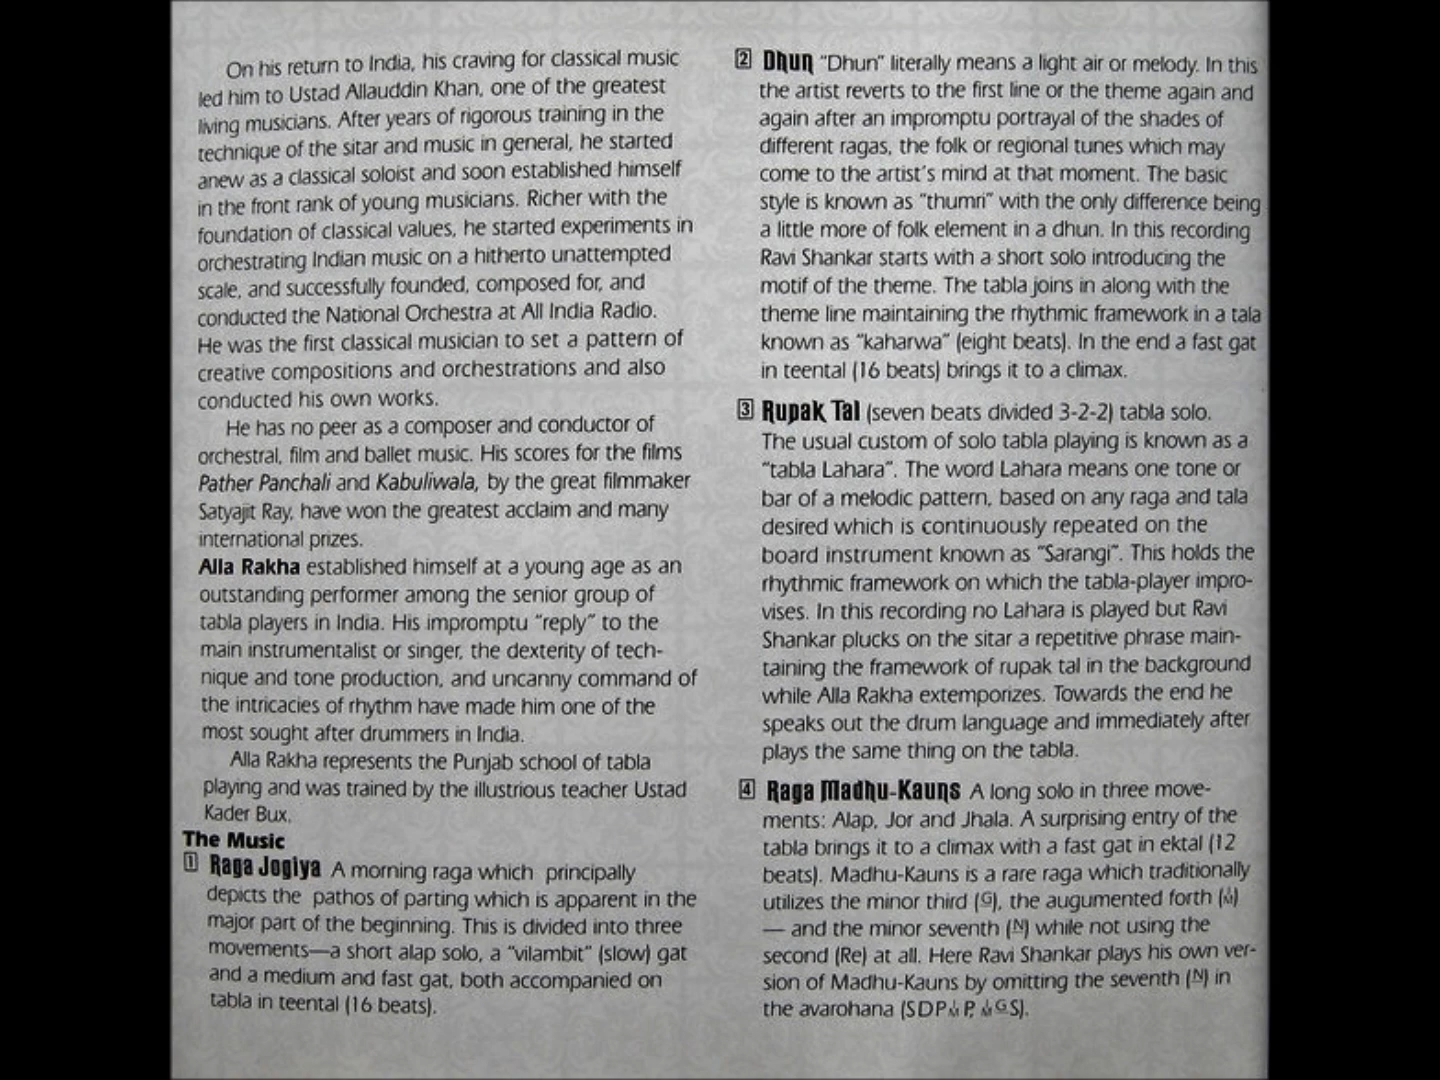 On his return to India, his craving for classical music
led him to Ustad Allauddin Khan, one of the greatest
living musicians. After years of rigorous training in the
technique of the sitar and music in general, he started
anew as a classical soloist and soon established himself
in the front rank of young musicians. Richer with the
foundation of classical values, he started experiments in
orchestrating Indian music on a hitherto unattempted
scale, and successfully founded, composed for, and
conducted the National Orchestra at All India Radio.
He was the first classical musician to set a pattern of
creative compositions and orchestrations and also
conducted his own works.
He has no peer as a composer and conductor of
orchestral, film and ballet music. His scores for the films
Pather Panchali and Kabuliwala, by the great filmmaker
Satyajit Ray, have won the greatest acclaim and many
international prizes.
Alla Rakha established himself at a young age as an
outstanding performer among the senior group of
tabla players in India. His impromptu “reply” to the
main instrumentalist or singer, the dexterity of tech-
nique and tone production, and uncanny command of
the intricacies of rhythm have made him one of the
most sought after drummers in India.
Alla Rakha represents the Punjab school of tabla
playing and was trained by the illustrious teacher Ustad
Kader Bux.
The Music
1 Raga Jogiya A morning raga which principally
depicts the pathos of parting which is apparent in the
major part of the beginning. This is divided into three
movements—a short alap solo, a “vilambit” (slow) gat
and a medium and fast gat, both accompanied on
tabla in teental (16 beats).
2 Dhun “Dhun” literally means a light air or melody. In this
the artist reverts to the first line or the theme again and
again after an impromptu portrayal of the shades of
different ragas, the folk or regional tunes which may
come to the artist's mind at that moment. The basic
style is known as “thumri” with the only difference being
a little more of folk element in a dhun. In this recording
Ravi Shankar starts with a short solo introducing the
motif of the theme. The tabla joins in along with the
theme line maintaining the rhythmic framework in a tala
known as “kaharwa” (eight beats). In the end a fast gat
in teental (16 beats) brings it to a climax.
3 Rupak Tal (seven beats divided 3-2-2) tabla solo.
The usual custom of solo tabla playing is known as a
“tabla Lahara”. The word Lahara means one tone or
bar of a melodic pattern, based on any raga and tala
desired which is continuously repeated on the
board instrument known as “Sarangi”. This holds the
rhythmic framework on which the tabla-player impro-
vises. In this recording no Lahara is played but Ravi
Shankar plucks on the sitar a repetitive phrase main-
taining the framework of rupak tal in the background
while Alla Rakha extemporizes. Towards the end he
speaks out the drum language and immediately after
plays the same thing on the tabla.
4 Raga Madhu-Kauns A long solo in three move-
ments: Alap, Jor and Jhala. A surprising entry of the
tabla brings it to a climax with a fast gat in ektal (12
beats). Madhu-Kauns is a rare raga which traditionally
utilizes the minor third (G), the augumented forth (Ḿ)
— and the minor seventh (N) while not using the
second (Re) at all. Here Ravi Shankar plays his own ver-
sion of Madhu-Kauns by omitting the seventh (N) in
the avarohana (SDPḾP, ḾGS).